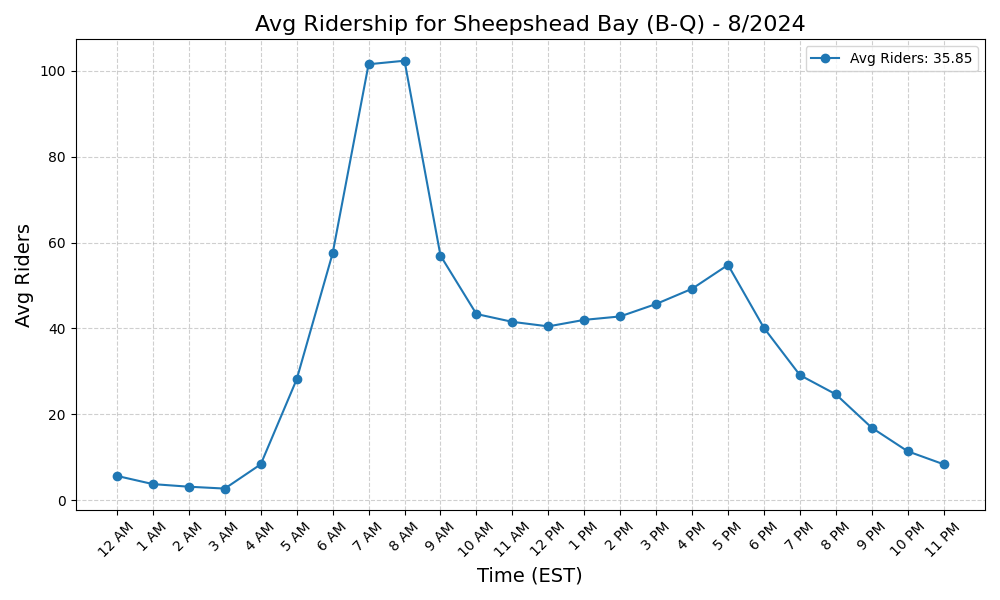 Avg Ridership for Sheepshead Bay (B-Q) - 8/2024
Avg Riders: 35.85
100
80
60
40
20
0
Avg Riders
12 AM
1 AM
2 AM
3 AM
4 AM
5 AM
6 AM
7 AM
8 AM
9 AM
10 AM
11 AM
12 PM
1 PM
2 PM
3 PM
4 PM
5 PM
6 PM
7 PM
8 PM
9 PM
10 PM
11 PM
Time (EST)